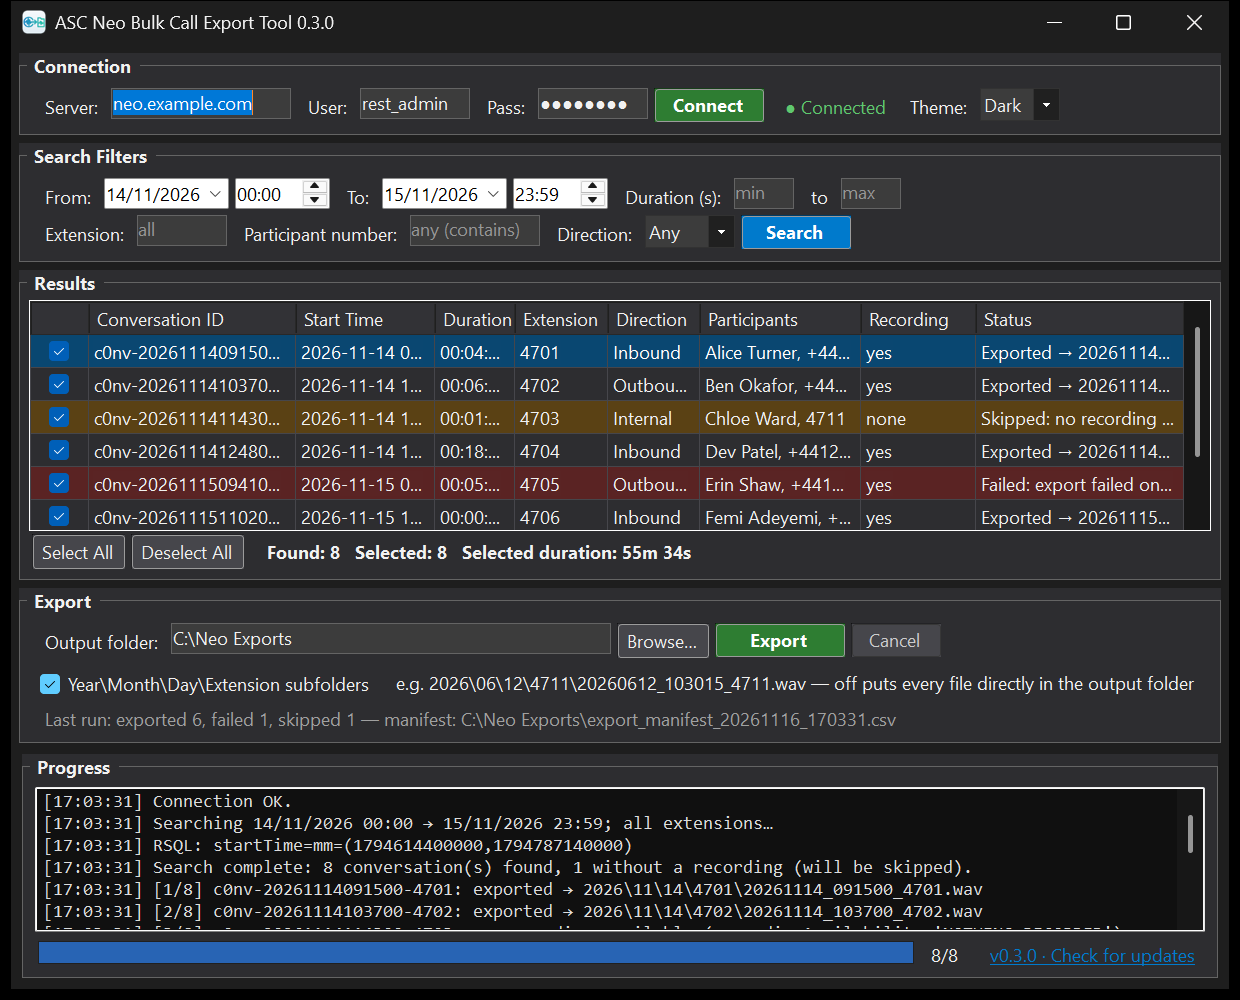 ASC Neo Bulk Call Export Tool 0.3.0
Connection
Server: neo.example.com User: rest_admin Pass: ●●●●●●●● Connect ● Connected Theme: Dark
Search Filters
From: 14/11/2026 00:00 To: 15/11/2026 23:59 Duration (s): min to max
Extension: all Participant number: any (contains) Direction: Any Search
Results
Conversation ID Start Time Duration Extension Direction Participants Recording Status
c0nv-2026111409150... 2026-11-14 0... 00:04:... 4701 Inbound Alice Turner, +44... yes Exported → 20261114...
c0nv-2026111410370... 2026-11-14 1... 00:06:... 4702 Outbou... Ben Okafor, +44... yes Exported → 20261114...
c0nv-2026111411430... 2026-11-14 1... 00:01:... 4703 Internal Chloe Ward, 4711 none Skipped: no recording ...
c0nv-2026111412480... 2026-11-14 1... 00:18:... 4704 Inbound Dev Patel, +4412... yes Exported → 20261114...
c0nv-2026111509410... 2026-11-15 0... 00:05:... 4705 Outbou... Erin Shaw, +441... yes Failed: export failed on...
c0nv-2026111511020... 2026-11-15 1... 00:00:... 4706 Inbound Femi Adeyemi, +... yes Exported → 20261115...
Select All Deselect All Found: 8 Selected: 8 Selected duration: 55m 34s
Export
Output folder: C:\Neo Exports Browse... Export Cancel
Year\Month\Day\Extension subfolders e.g. 2026\06\12\4711\20260612_103015_4711.wav — off puts every file directly in the output folder
Last run: exported 6, failed 1, skipped 1 — manifest: C:\Neo Exports\export_manifest_20261116_170331.csv
Progress
[17:03:31] Connection OK.
[17:03:31] Searching 14/11/2026 00:00 → 15/11/2026 23:59; all extensions…
[17:03:31] RSQL: startTime=mm=(1794614400000,1794787140000)
[17:03:31] Search complete: 8 conversation(s) found, 1 without a recording (will be skipped).
[17:03:31] [1/8] c0nv-20261114091500-4701: exported → 2026\11\14\4701\20261114_091500_4701.wav
[17:03:31] [2/8] c0nv-20261114103700-4702: exported → 2026\11\14\4702\20261114_103700_4702.wav
8/8 v0.3.0 · Check for updates